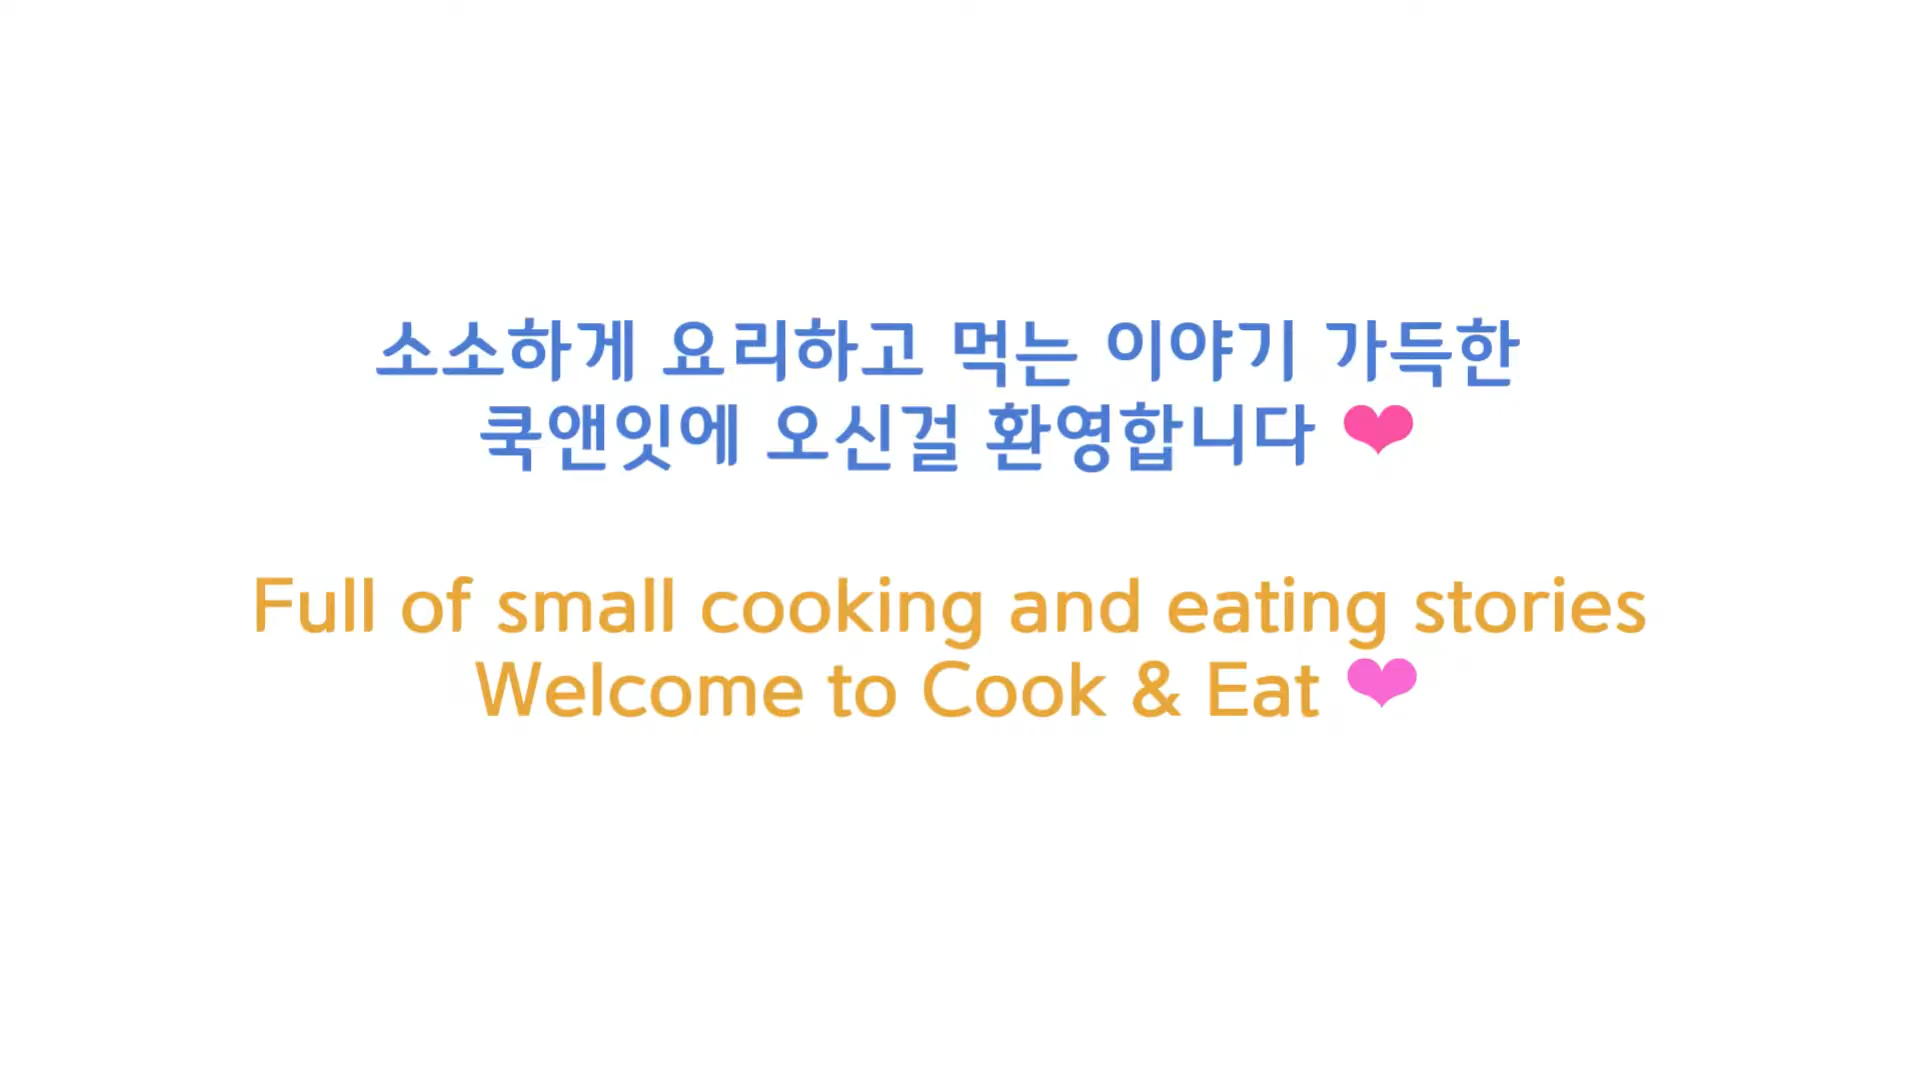 소소하게 요리하고 먹는 이야기 가득한
쿡앤잇에 오신걸 환영합니다 ❤
Full of small cooking and eating stories
Welcome to Cook & Eat ❤